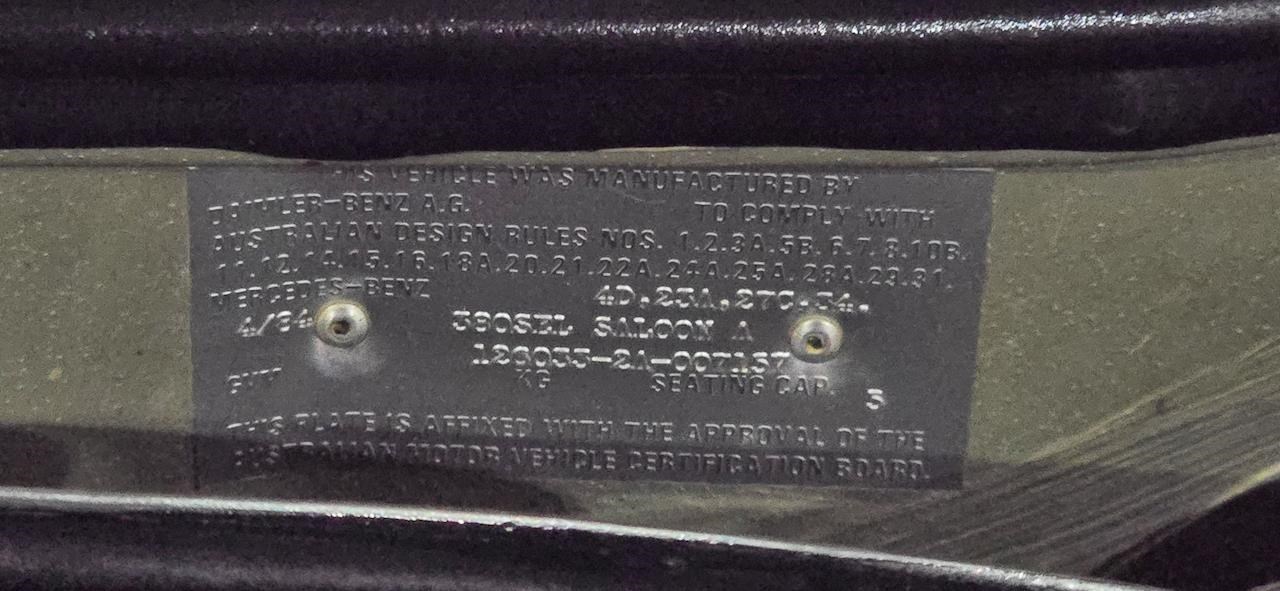 THIS VEHICLE WAS MANUFACTURED BY
DAIMLER-BENZ A.G. TO COMPLY WITH
AUSTRALIAN DESIGN RULES NOS. 1.2.3A.5B.6.7.8.10B.
11.12.14.15.16.18A.20.21.22A.24A.25A.28A.29.31.
MERCEDES-BENZ 4D,23A,27C.34.
4/84 380SEL SALOON A
126033-2A-007157
GVM KG SEATING CAP. 5
THIS PLATE IS AFFIXED WITH THE APPROVAL OF THE
AUSTRALIAN MOTOR VEHICLE CERTIFICATION BOARD.